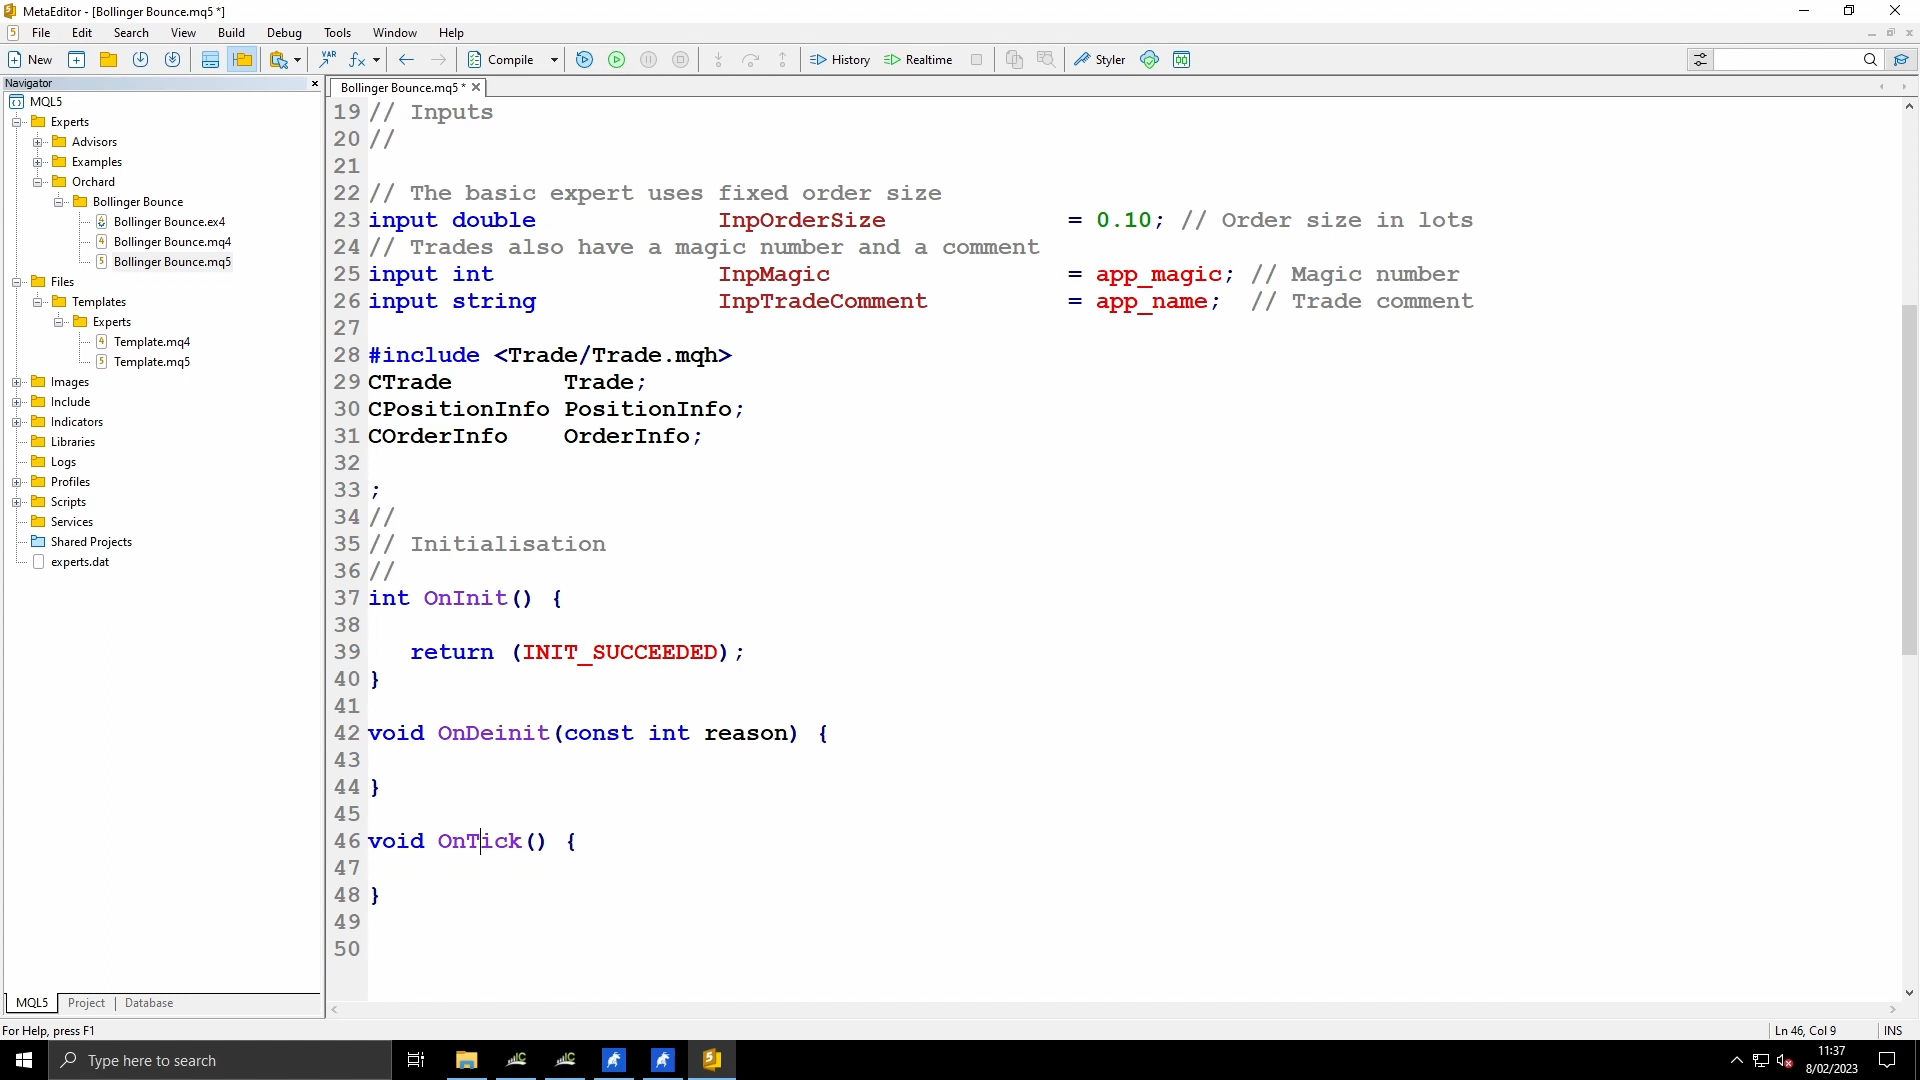 MetaEditor - [Bollinger Bounce.mq5 *]
File Edit Search View Build Debug Tools Window Help
New VAR Compile History Realtime Styler
Navigator
MQL5
Experts
Advisors
Examples
Orchard
Bollinger Bounce
Bollinger Bounce.ex4
Bollinger Bounce.mq4
Bollinger Bounce.mq5
Files
Templates
Experts
Template.mq4
Template.mq5
Images
Include
Indicators
Libraries
Logs
Profiles
Scripts
Services
Shared Projects
experts.dat
MQL5 Project Database
Bollinger Bounce.mq5 *
19 // Inputs
20 //
21
22 // The basic expert uses fixed order size
23 input double InpOrderSize = 0.10; // Order size in lots
24 // Trades also have a magic number and a comment
25 input int InpMagic = app_magic; // Magic number
26 input string InpTradeComment = app_name; // Trade comment
27
28 #include <Trade/Trade.mqh>
29 CTrade Trade;
30 CPositionInfo PositionInfo;
31 COrderInfo OrderInfo;
32
33 ;
34 //
35 // Initialisation
36 //
37 int OnInit() {
38
39 return (INIT_SUCCEEDED);
40 }
41
42 void OnDeinit(const int reason) {
43
44 }
45
46 void OnTick() {
47
48 }
49
50
For Help, press F1
Ln 46, Col 9 INS
Type here to search
11:37
8/02/2023